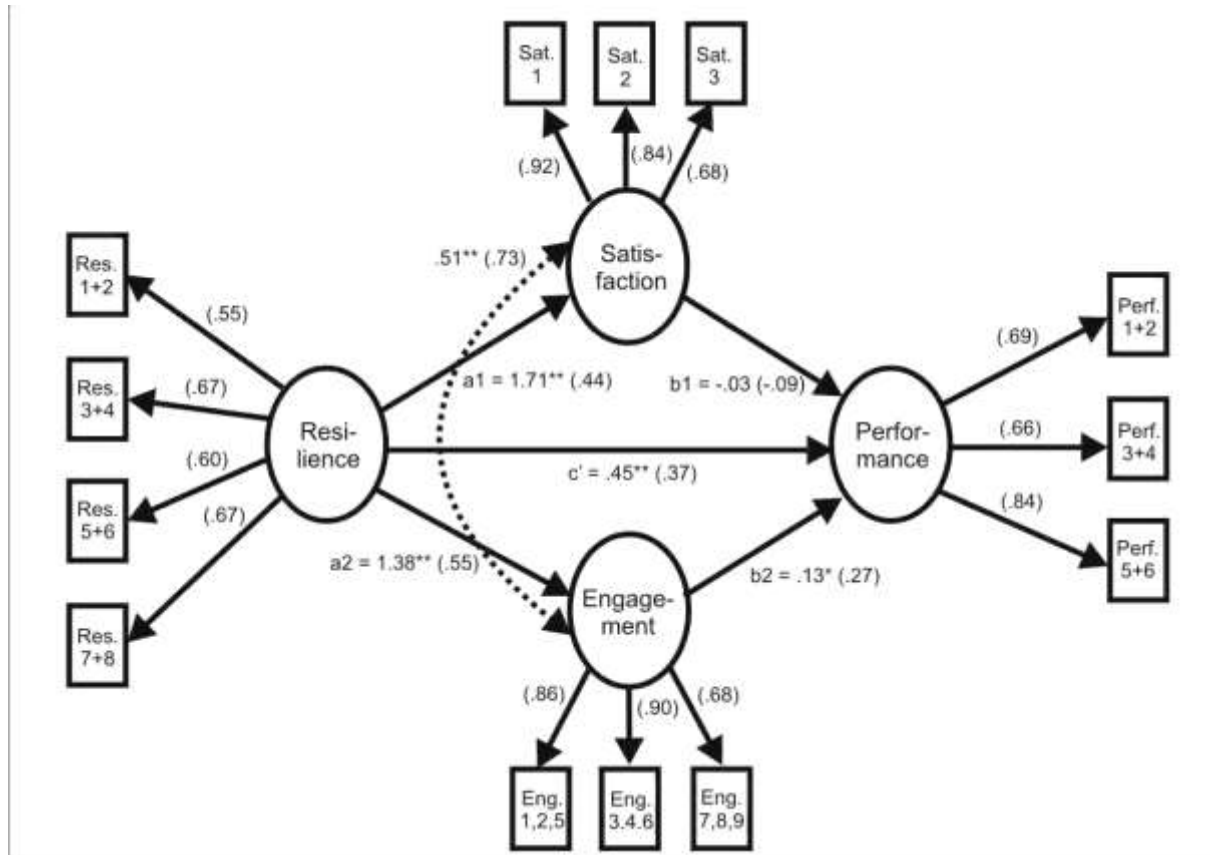 Sat.
1
Sat.
2
Sat.
3
(.92)
(.84)
(.68)
Satis-
faction
.51** (.73)
Res.
1+2
(.55)
Res.
3+4
(.67)
Res.
5+6
(.60)
Res.
7+8
(.67)
Resi-
lience
a1 = 1.71** (.44)
b1 = -.03 (-.09)
c' = .45** (.37)
a2 = 1.38** (.55)
b2 = .13* (.27)
Perfor-
mance
(.69)
Perf.
1+2
(.66)
Perf.
3+4
(.84)
Perf.
5+6
Engage-
ment
(.86)
(.90)
(.68)
Eng.
1,2,5
Eng.
3.4.6
Eng.
7,8,9